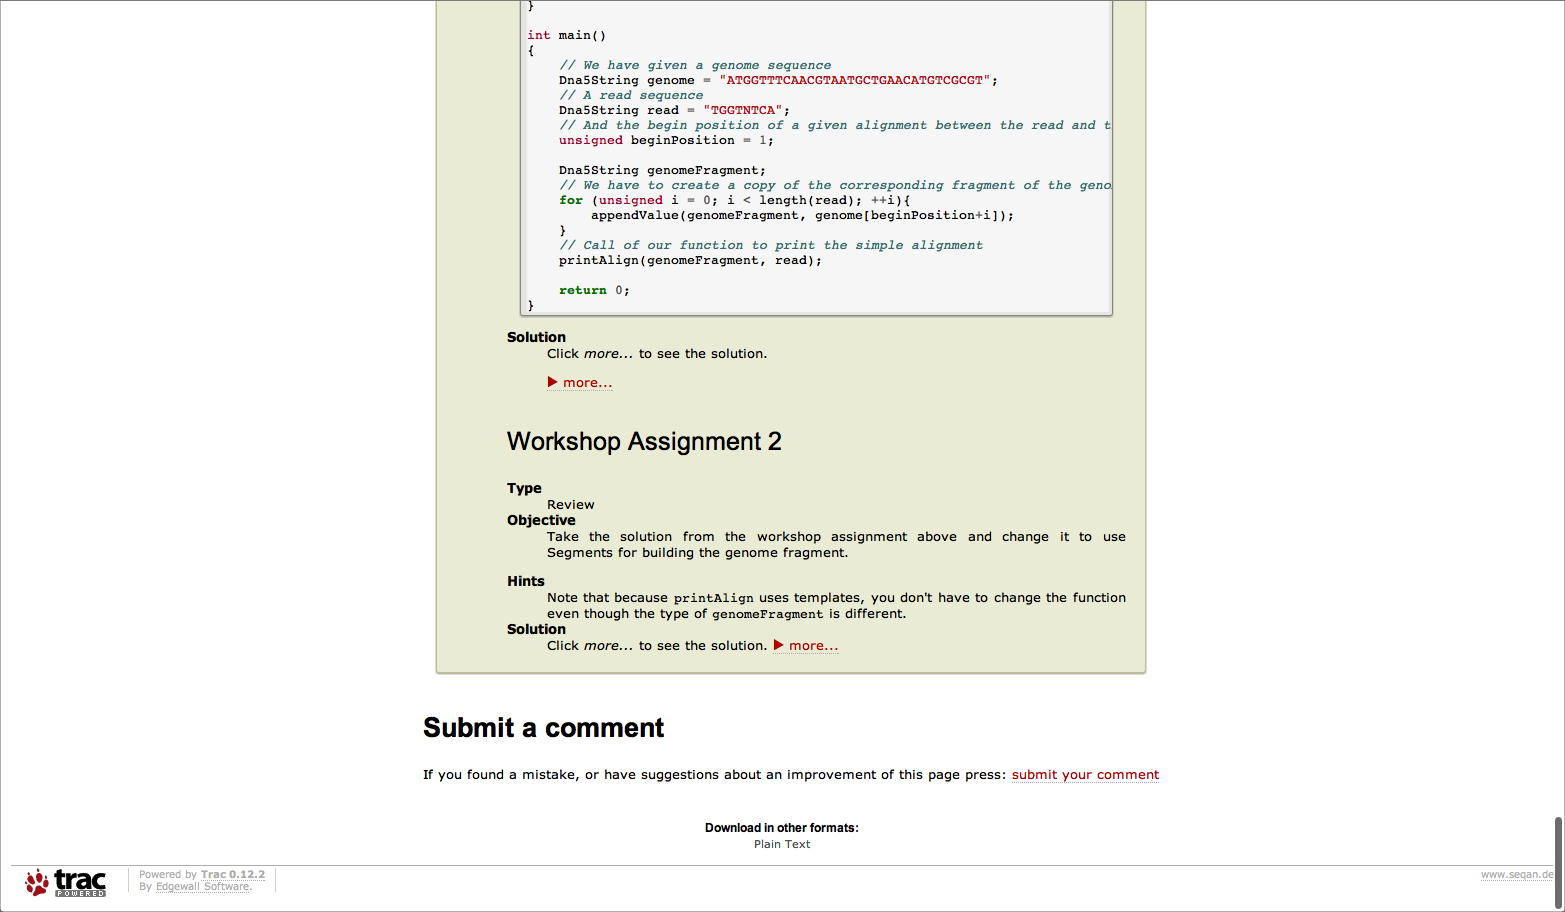 }
int main()
{
    // We have given a genome sequence
    Dna5String genome = "ATGGTTTCAACGTAATGCTGAACATGTCGCGT";
    // A read sequence
    Dna5String read = "TGGTNTCA";
    // And the begin position of a given alignment between the read and t
    unsigned beginPosition = 1;
    Dna5String genomeFragment;
    // We have to create a copy of the corresponding fragment of the geno
    for (unsigned i = 0; i < length(read); ++i){
        appendValue(genomeFragment, genome[beginPosition+i]);
    }
    // Call of our function to print the simple alignment
    printAlign(genomeFragment, read);
    return 0;
}
Solution
Click more... to see the solution.
▶ more...
Workshop Assignment 2
Type
Review
Objective
Take the solution from the workshop assignment above and change it to use
Segments for building the genome fragment.
Hints
Note that because printAlign uses templates, you don't have to change the function
even though the type of genomeFragment is different.
Solution
Click more... to see the solution. ▶ more...
Submit a comment
If you found a mistake, or have suggestions about an improvement of this page press: submit your comment
Download in other formats:
Plain Text
trac
POWERED
Powered by Trac 0.12.2
By Edgewall Software.
www.seqan.de